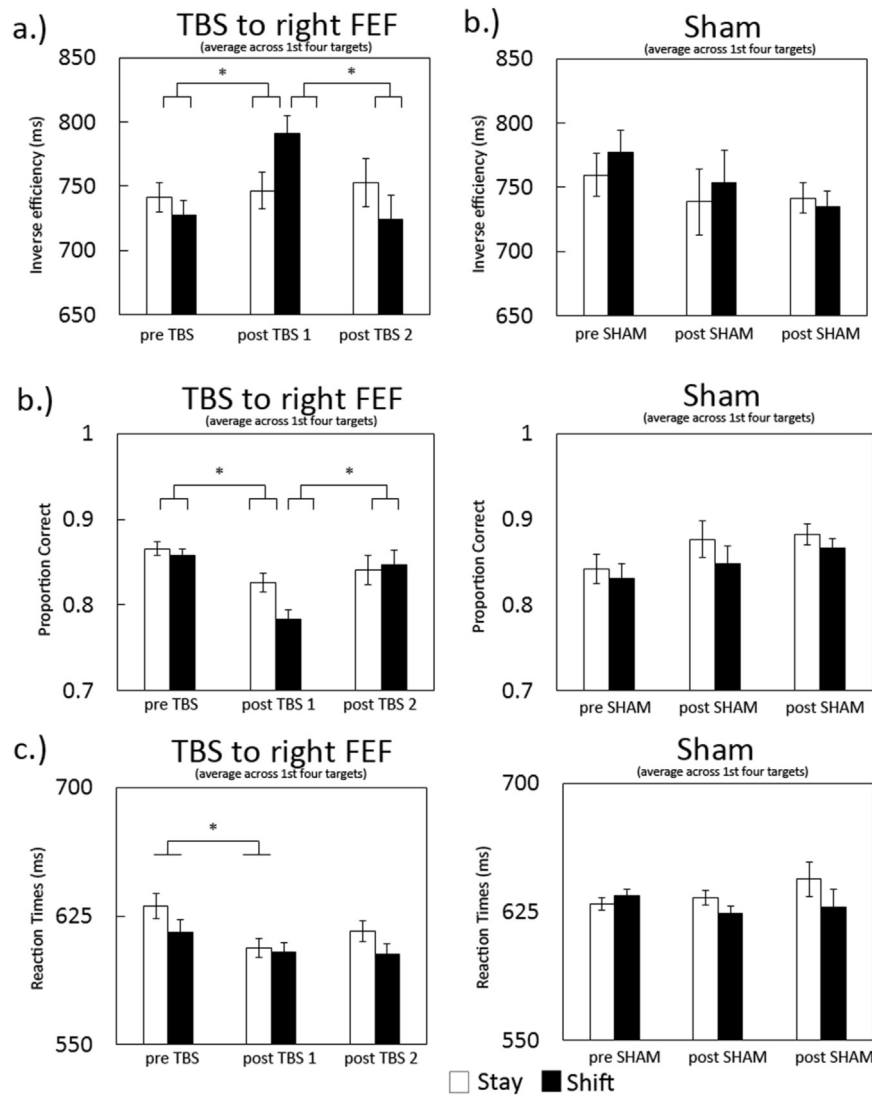 a.)
TBS to right FEF
(average across 1st four targets)
Inverse efficiency (ms)
850
800
750
700
650
*
*
pre TBS
post TBS 1
post TBS 2
b.)
Sham
(average across 1st four targets)
Inverse efficiency (ms)
850
800
750
700
650
pre SHAM
post SHAM
post SHAM
b.)
TBS to right FEF
(average across 1st four targets)
Proportion Correct
1
0.9
0.8
0.7
*
*
pre TBS
post TBS 1
post TBS 2
Sham
(average across 1st four targets)
Proportion Correct
1
0.9
0.8
0.7
pre SHAM
post SHAM
post SHAM
c.)
TBS to right FEF
(average across 1st four targets)
Reaction Times (ms)
700
625
550
*
pre TBS
post TBS 1
post TBS 2
Sham
(average across 1st four targets)
Reaction Times (ms)
700
625
550
pre SHAM
post SHAM
post SHAM
Stay
Shift